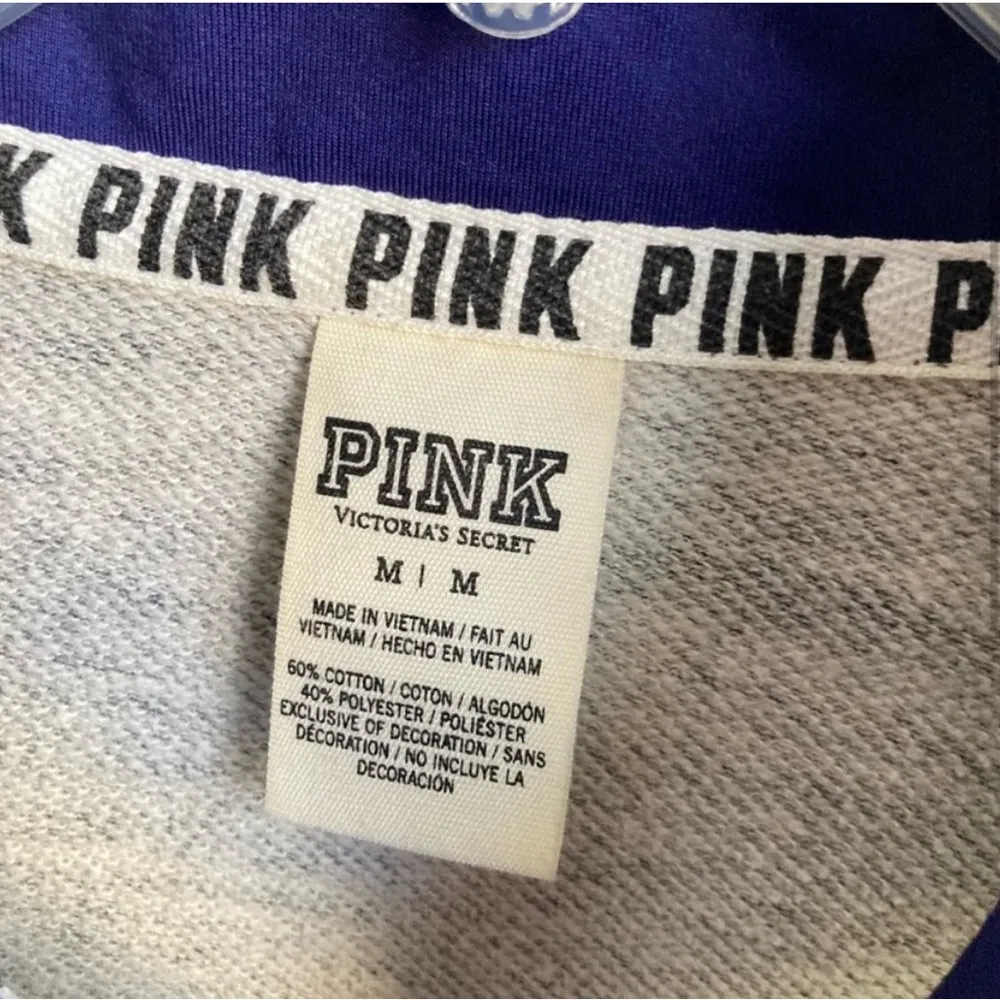 K PINK PINK PINK P
PINK
VICTORIA'S SECRET
M | M
MADE IN VIETNAM / FAIT AU
VIETNAM / HECHO EN VIETNAM
60% COTTON / COTON / ALGODÓN
40% POLYESTER / POLIÉSTER
EXCLUSIVE OF DECORATION / SANS
DÉCORATION / NO INCLUYE LA
DECORACIÓN